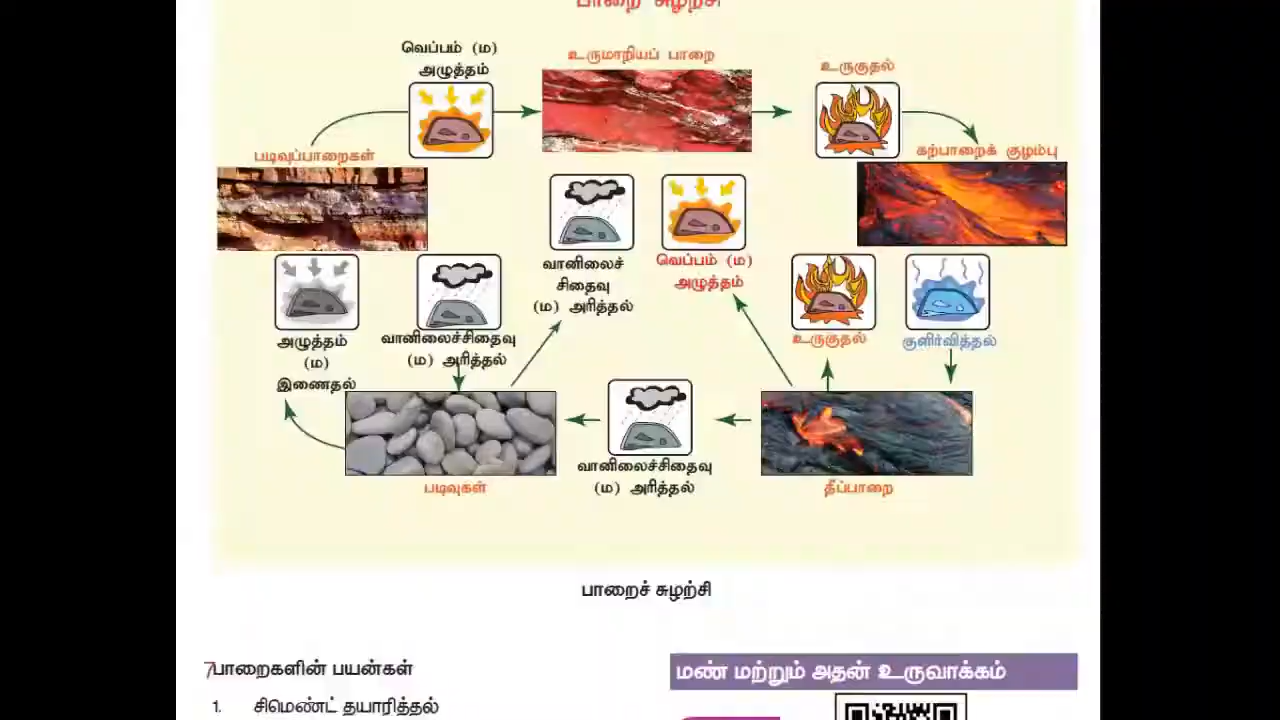 பாறை சுழற்சி
வெப்பம் (ம)
அழுத்தம்
உருமாறியப் பாறை
உருகுதல்
படிவுப்பாறைகள்
கற்பாறைக் குழம்பு
வானிலைச்
சிதைவு
(ம) அரித்தல்
வெப்பம் (ம)
அழுத்தம்
அழுத்தம்
(ம)
இணைதல்
வானிலைச்சிதைவு
(ம) அரித்தல்
உருகுதல்
குளிர்வித்தல்
வானிலைச்சிதைவு
(ம) அரித்தல்
படிவுகள்
தீப்பாறை
பாறைச் சுழற்சி
7பாறைகளின் பயன்கள்
1. சிமெண்ட் தயாரித்தல்
மண் மற்றும் அதன் உருவாக்கம்